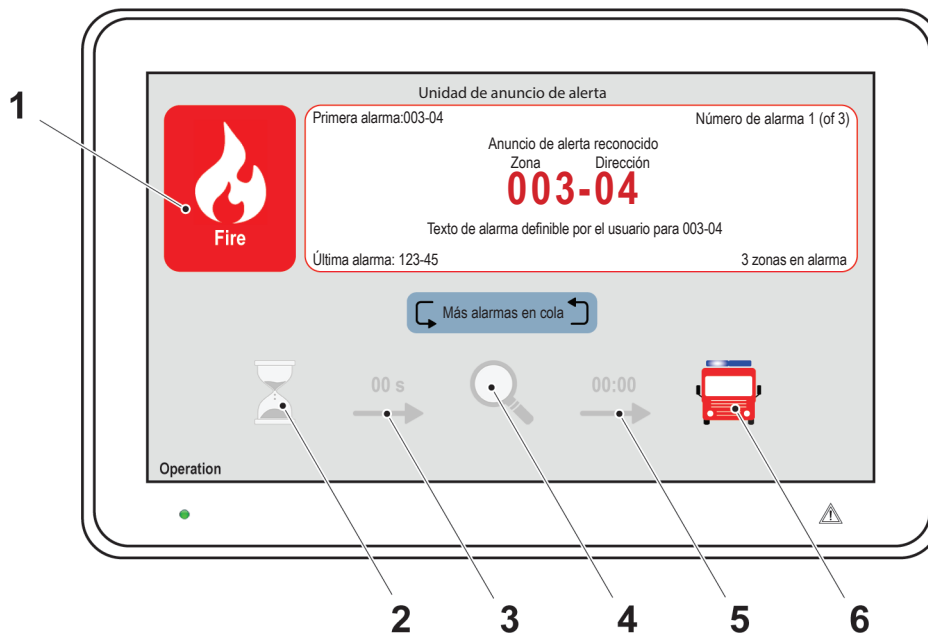 Unidad de anuncio de alerta
1
Primera alarma:003-04
Número de alarma 1 (of 3)
Anuncio de alerta reconocido
Zona Dirección
003-04
Fire
Texto de alarma definible por el usuario para 003-04
Última alarma: 123-45
3 zonas en alarma
Más alarmas en cola
00 s
00:00
Operation
2 3 4 5 6